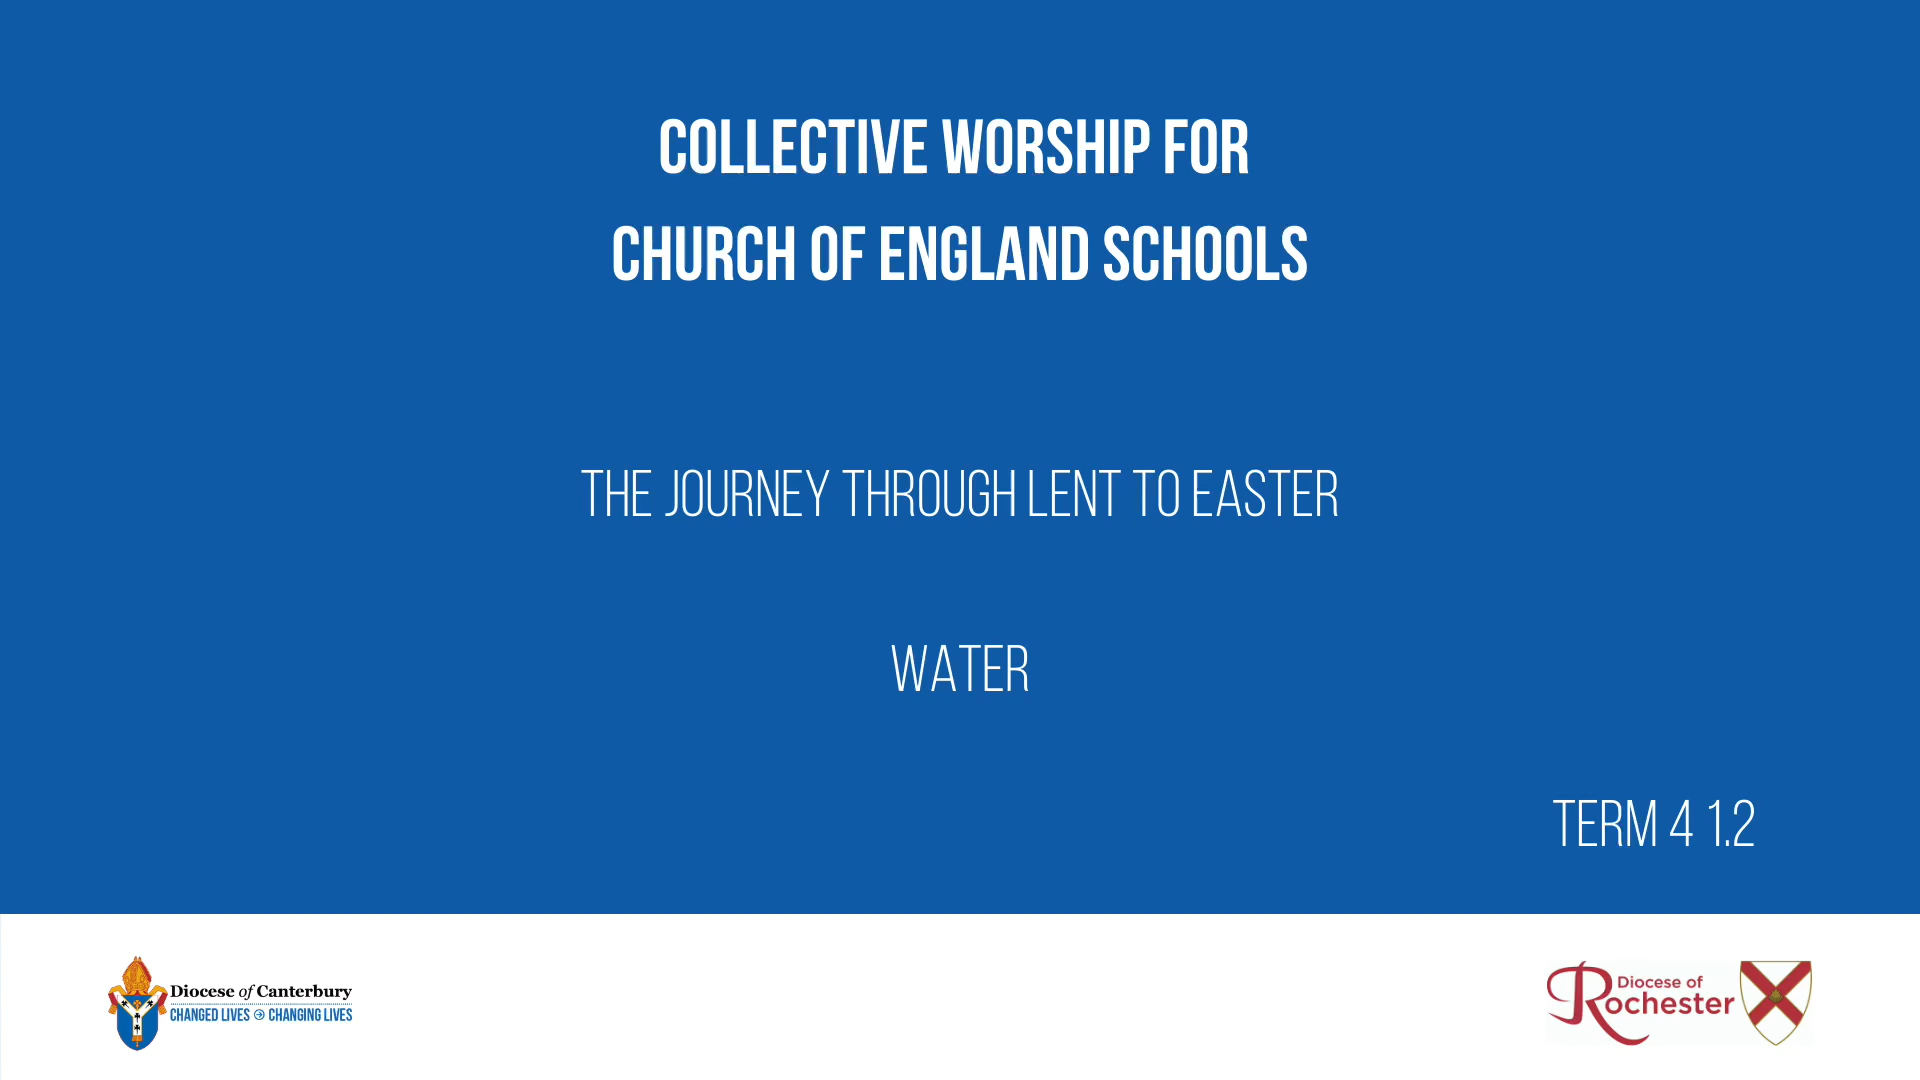 COLLECTIVE WORSHIP FOR
CHURCH OF ENGLAND SCHOOLS
THE JOURNEY THROUGH LENT TO EASTER
WATER
TERM 4 1.2
Diocese of Canterbury
CHANGED LIVES → CHANGING LIVES
Diocese of
Rochester